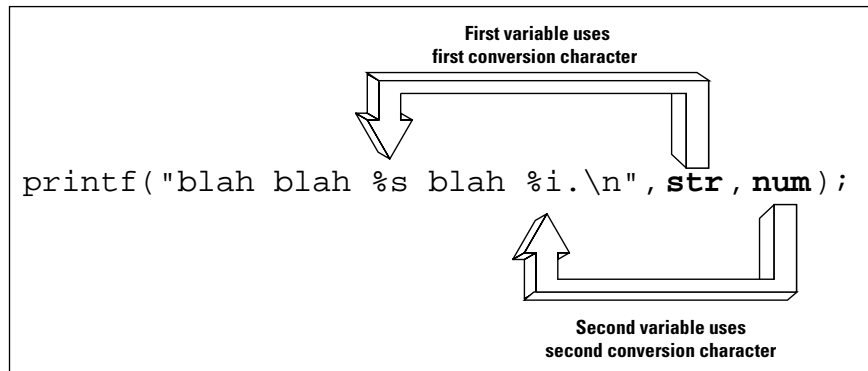 First variable uses
first conversion character
printf("blah blah %s blah %i.\n",str,num);
Second variable uses
second conversion character